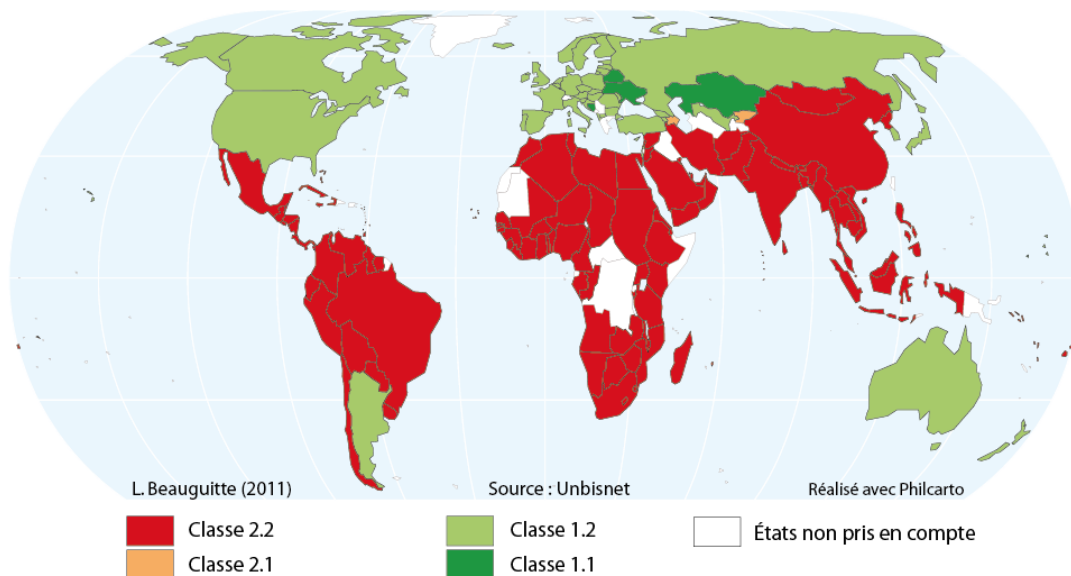 L. Beauguitte (2011) Source : Unbisnet Réalisé avec Philcarto
Classe 2.2 Classe 1.2 États non pris en compte
Classe 2.1 Classe 1.1